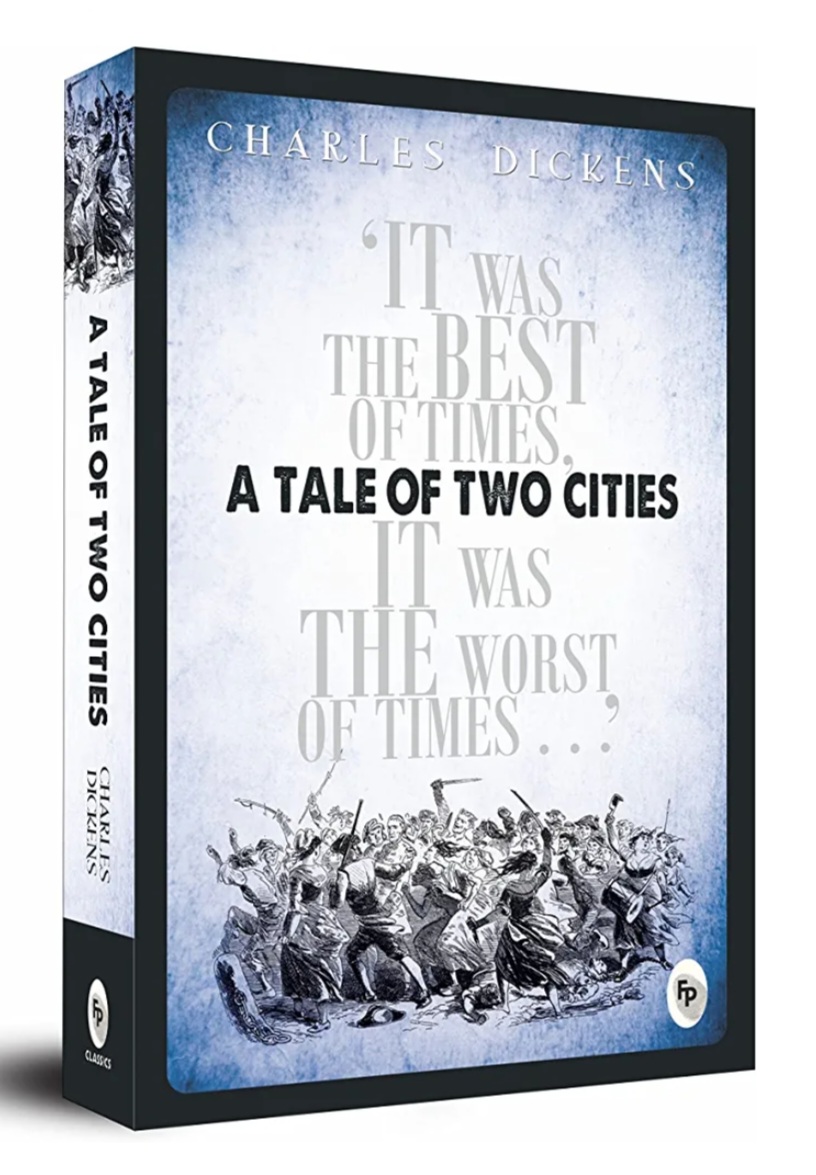 CHARLES DICKENS
‘IT WAS
THE BEST
OF TIMES,
A TALE OF TWO CITIES
IT WAS
THE WORST
OF TIMES . . .’
FP
A TALE OF TWO CITIES
CHARLES
DICKENS
FP
CLASSICS